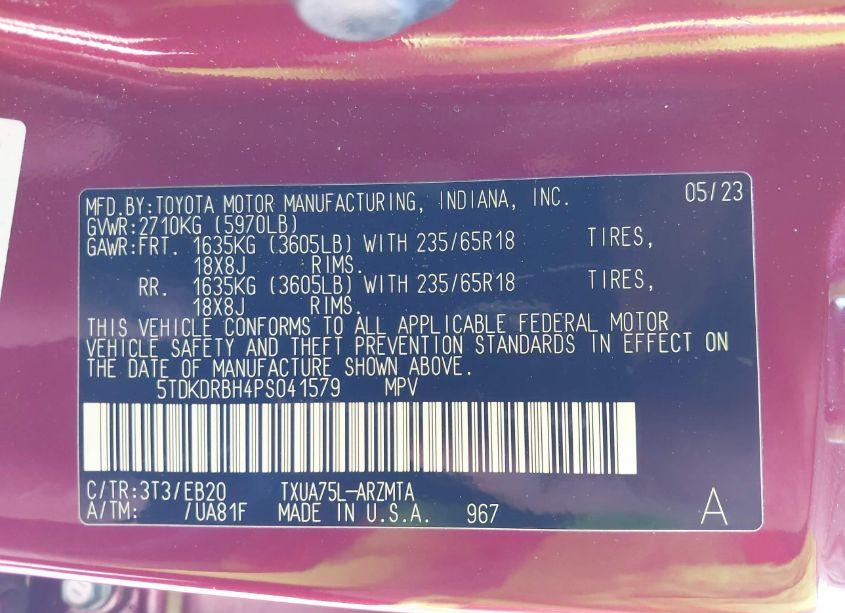 MFD.BY:TOYOTA MOTOR MANUFACTURING, INDIANA, INC. 05/23
GVWR:2710KG (5970LB)
GAWR:FRT. 1635KG (3605LB) WITH 235/65R18 TIRES,
18X8J RIMS.
RR. 1635KG (3605LB) WITH 235/65R18 TIRES,
18X8J RIMS.
THIS VEHICLE CONFORMS TO ALL APPLICABLE FEDERAL MOTOR
VEHICLE SAFETY AND THEFT PREVENTION STANDARDS IN EFFECT ON
THE DATE OF MANUFACTURE SHOWN ABOVE.
5TDKDRBH4PS041579 MPV
C/TR:3T3/EB20 TXUA75L-ARZMTA
A/TM: /UA81F MADE IN U.S.A. 967 A